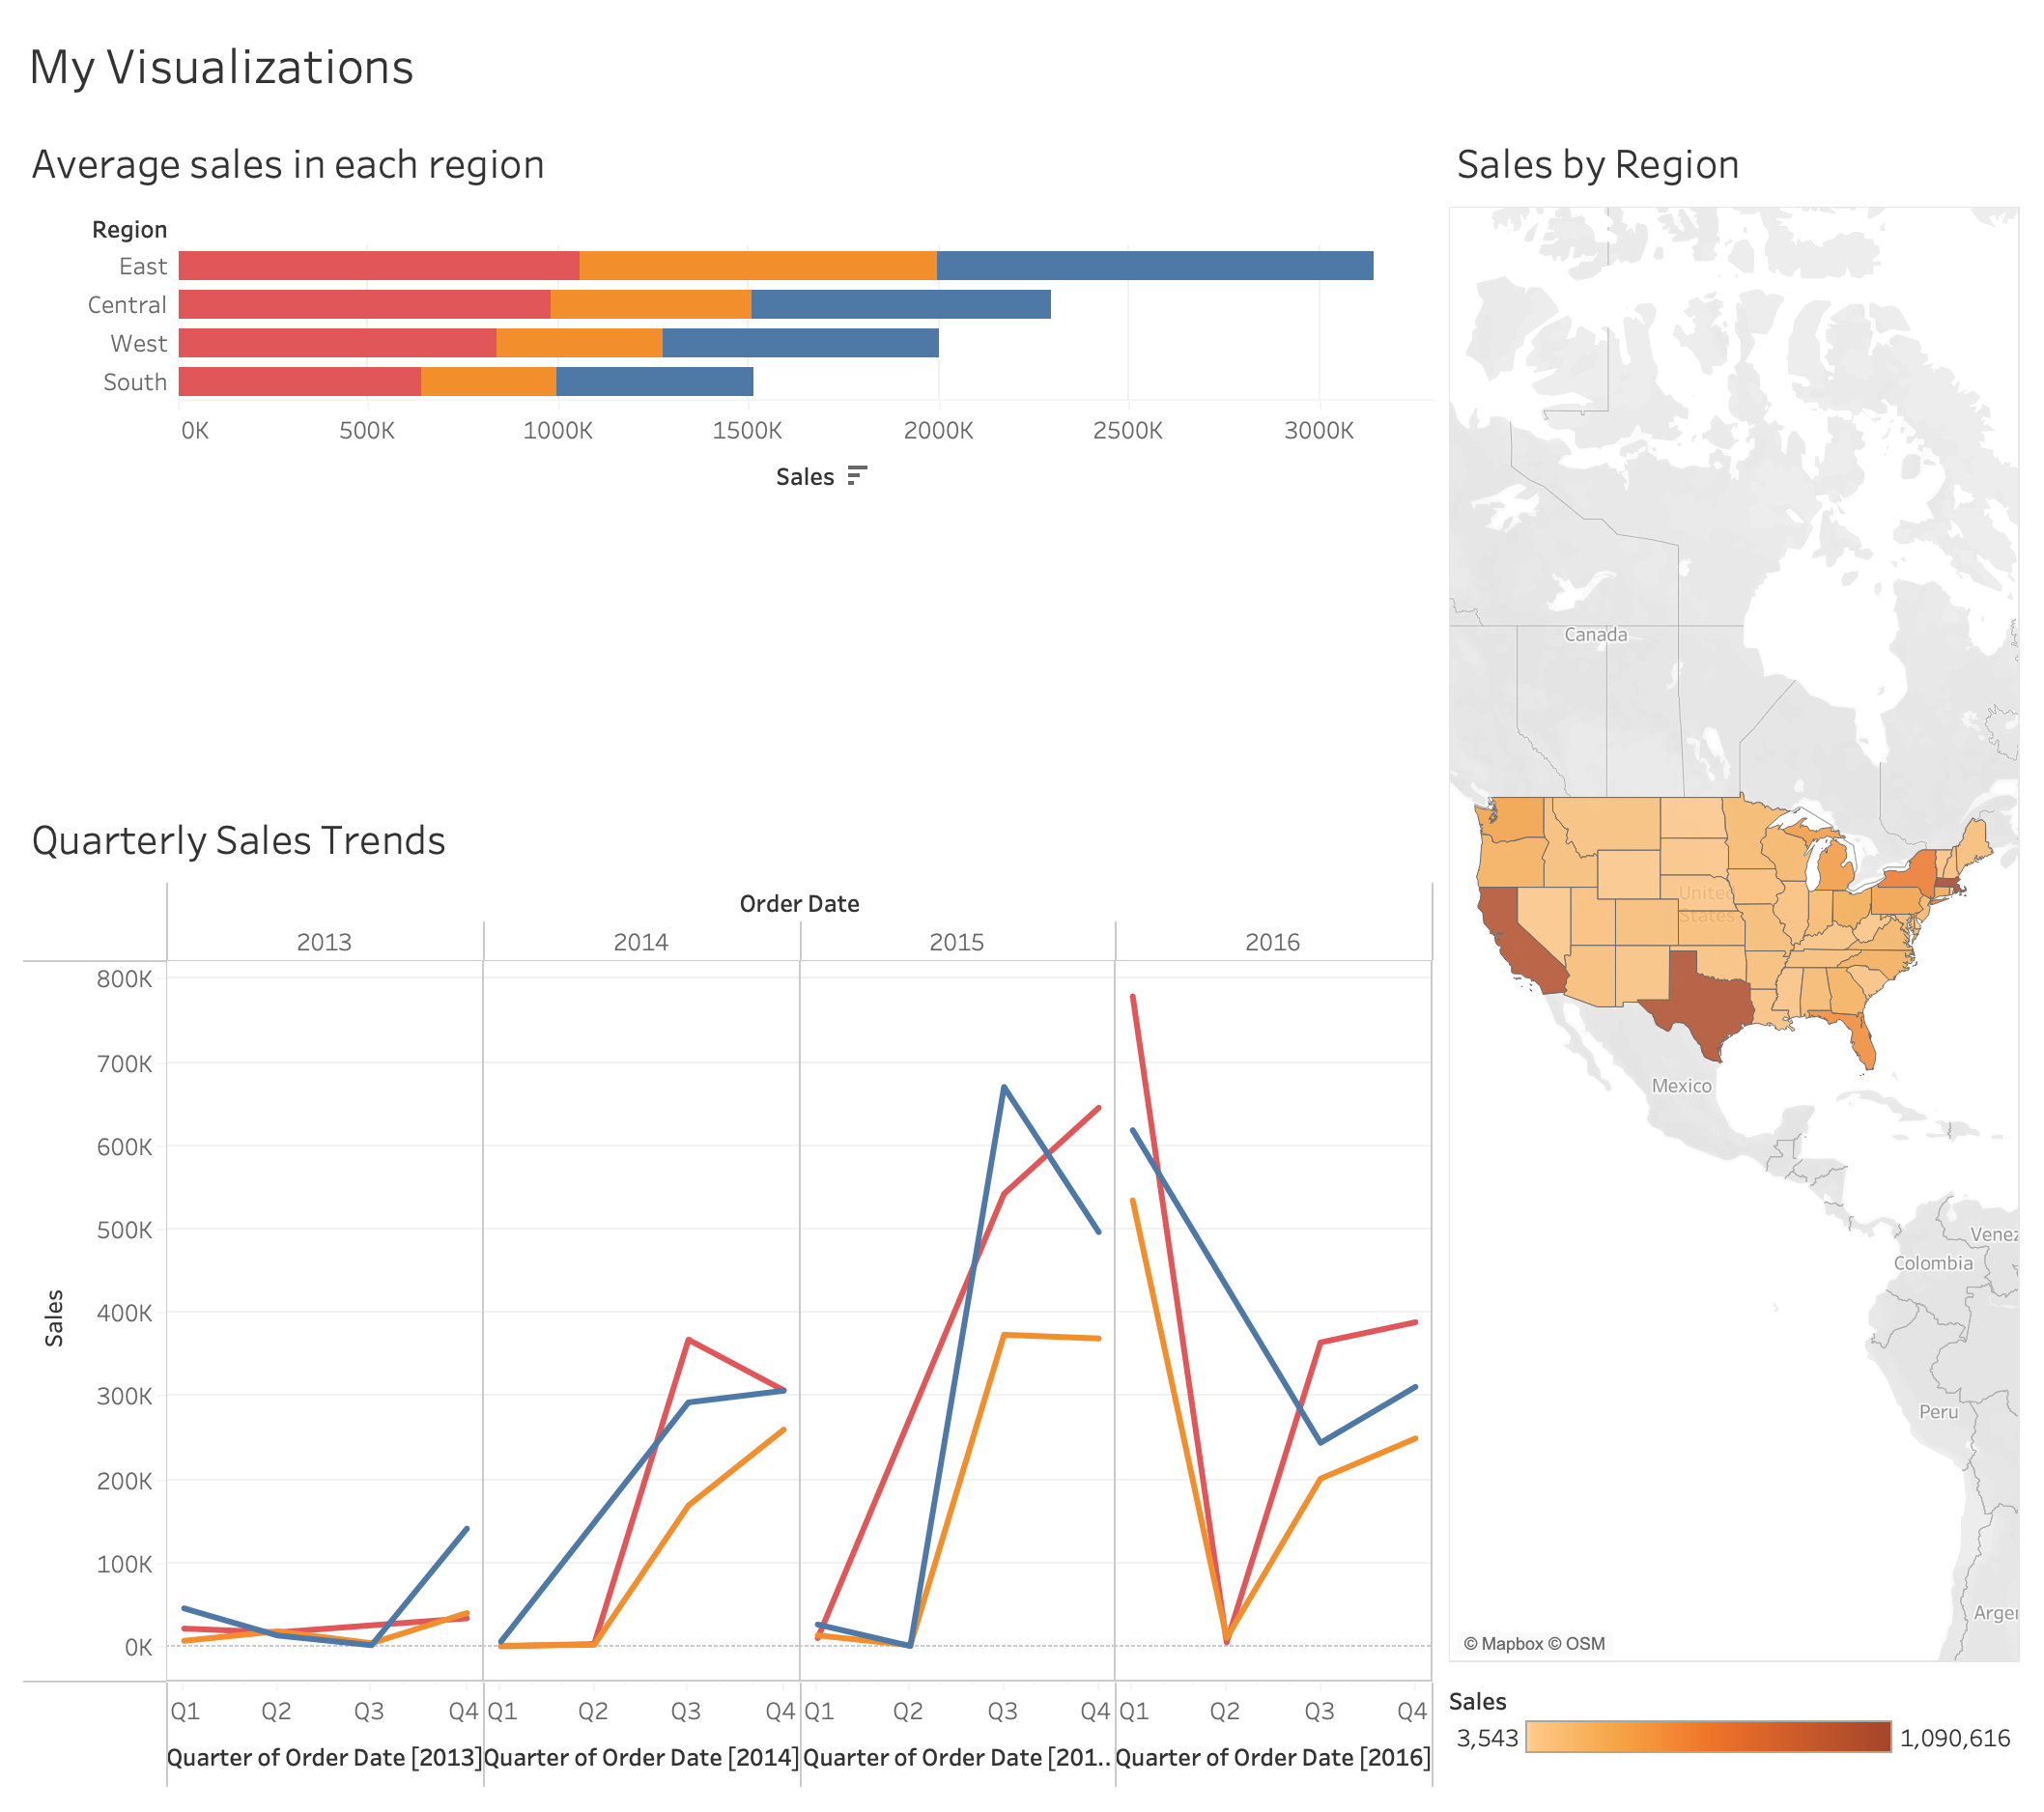 My Visualizations
Average sales in each region
Region
East
Central
West
South
0K 500K 1000K 1500K 2000K 2500K 3000K
Sales
Quarterly Sales Trends
Order Date
2013 2014 2015 2016
800K
700K
600K
500K
400K
300K
200K
100K
0K
Sales
Q1 Q2 Q3 Q4 Q1 Q2 Q3 Q4 Q1 Q2 Q3 Q4 Q1 Q2 Q3 Q4
Quarter of Order Date [2013] Quarter of Order Date [2014] Quarter of Order Date [201.. Quarter of Order Date [2016]
Sales by Region
Canada
United
States
Mexico
Venez
Colombia
Peru
Arger
© Mapbox © OSM
Sales
3,543 1,090,616